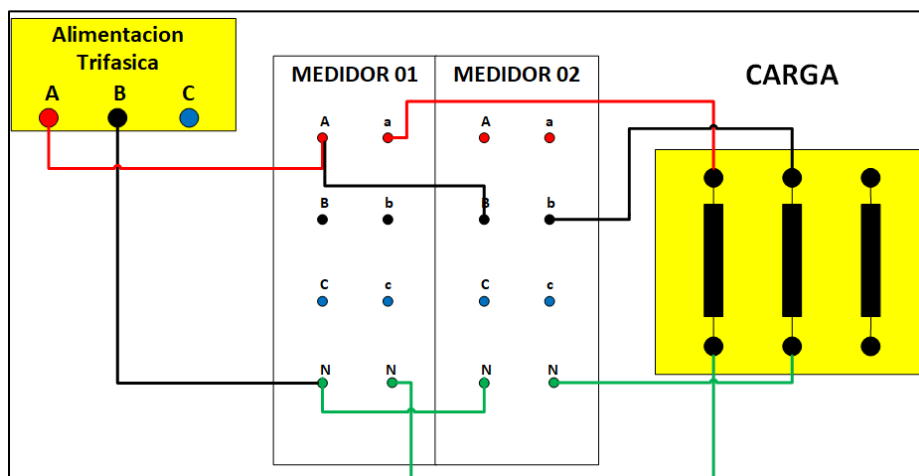 Alimentacion
Trifasica
A B C
MEDIDOR 01 MEDIDOR 02
CARGA
A a A a
B b B b
C c C c
N N N N